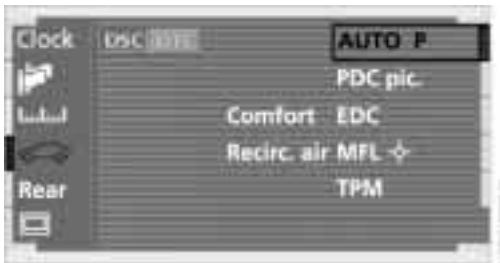 Clock DSC AUTO P
PDC pic.
Comfort EDC
Recirc. air MFL
Rear TPM